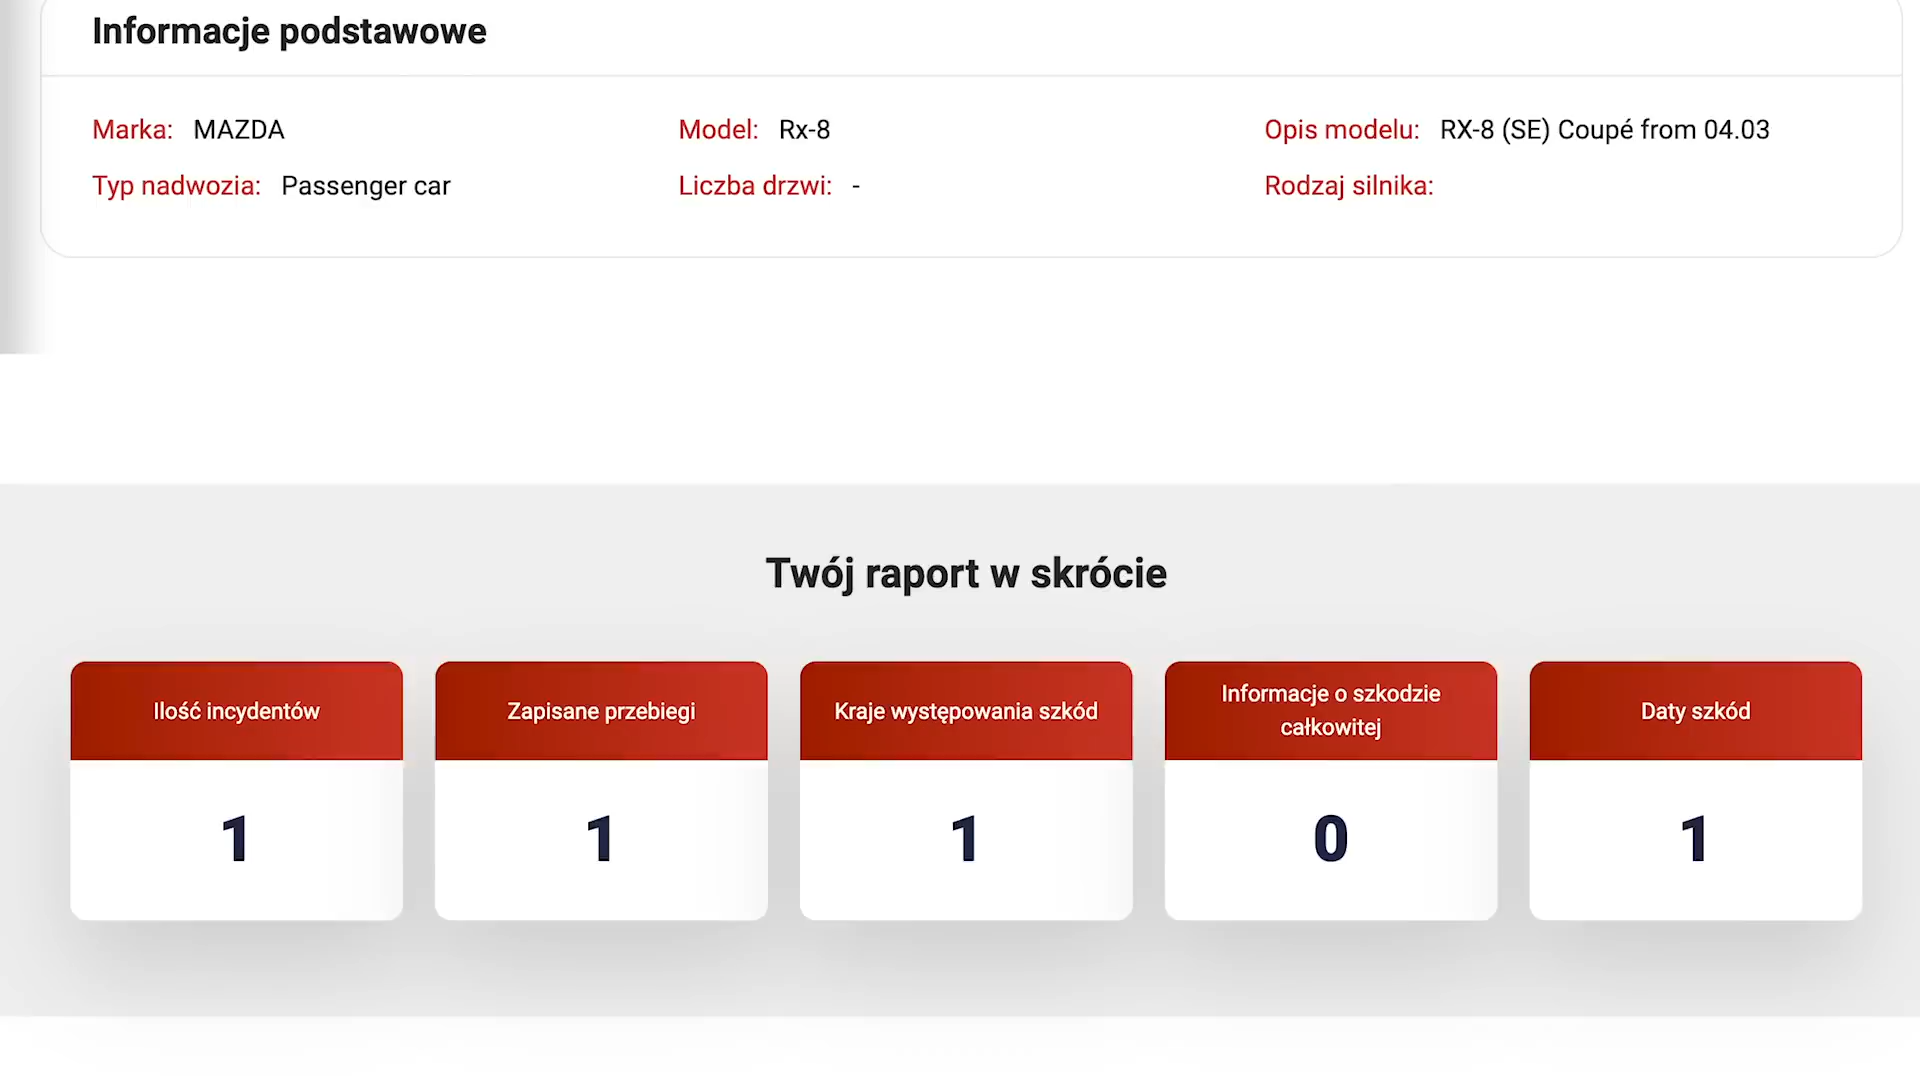 Informacje podstawowe
Marka: MAZDA
Model: Rx-8
Opis modelu: RX-8 (SE) Coupé from 04.03
Typ nadwozia: Passenger car
Liczba drzwi: -
Rodzaj silnika:
Twój raport w skrócie
Ilość incydentów
1
Zapisane przebiegi
1
Kraje występowania szkód
1
Informacje o szkodzie
całkowitej
0
Daty szkód
1